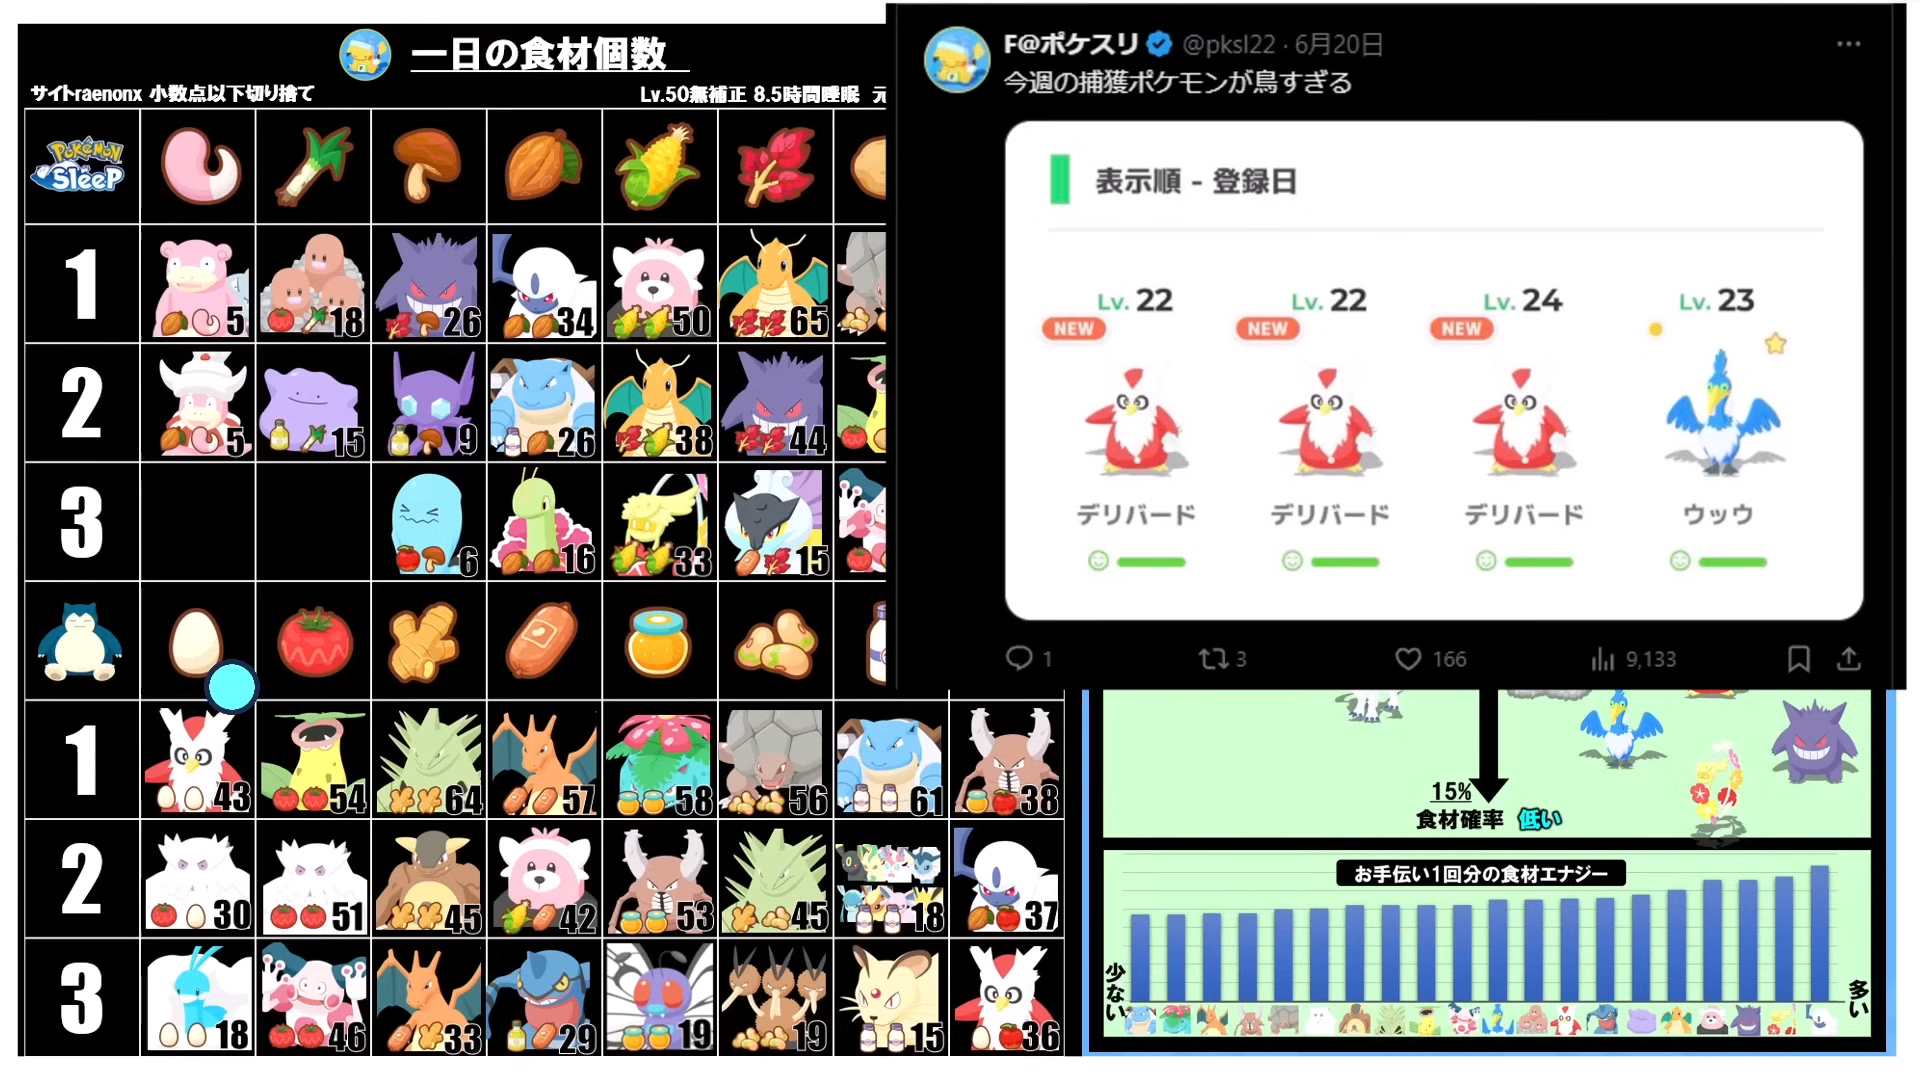 一日の食材個数
サイトraenonx 小数点以下切り捨て
Lv.50無補正 8.5時間睡眠 元
Pokémon Sleep
1
5
18
26
34
50
65
2
5
15
9
26
38
44
3
6
16
33
15
1
43
54
64
57
58
56
61
38
2
30
51
45
42
53
45
18
37
3
18
46
33
29
19
19
15
36
F@ポケスリ @pksl22 · 6月20日
今週の捕獲ポケモンが鳥すぎる
表示順 - 登録日
Lv. 22
Lv. 22
Lv. 24
Lv. 23
NEW
NEW
NEW
デリバード
デリバード
デリバード
ウッウ
1
3
166
9,133
15%
食材確率 低い
お手伝い1回分の食材エナジー
少ない
多い